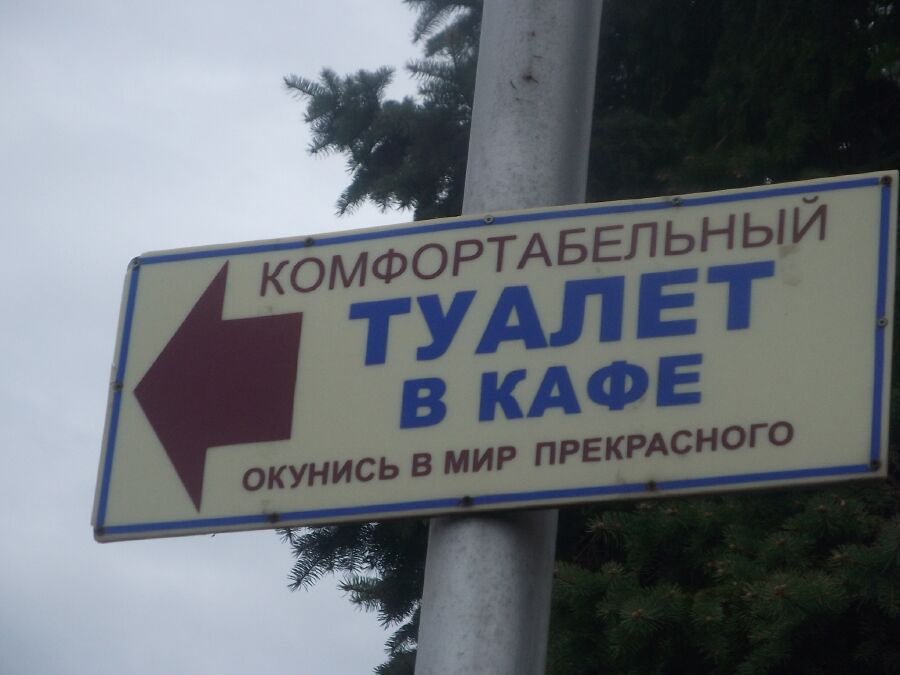 КОМФОРТАБЕЛЬНЫЙ
ТУАЛЕТ
В КАФЕ
ОКУНИСЬ В МИР ПРЕКРАСНОГО